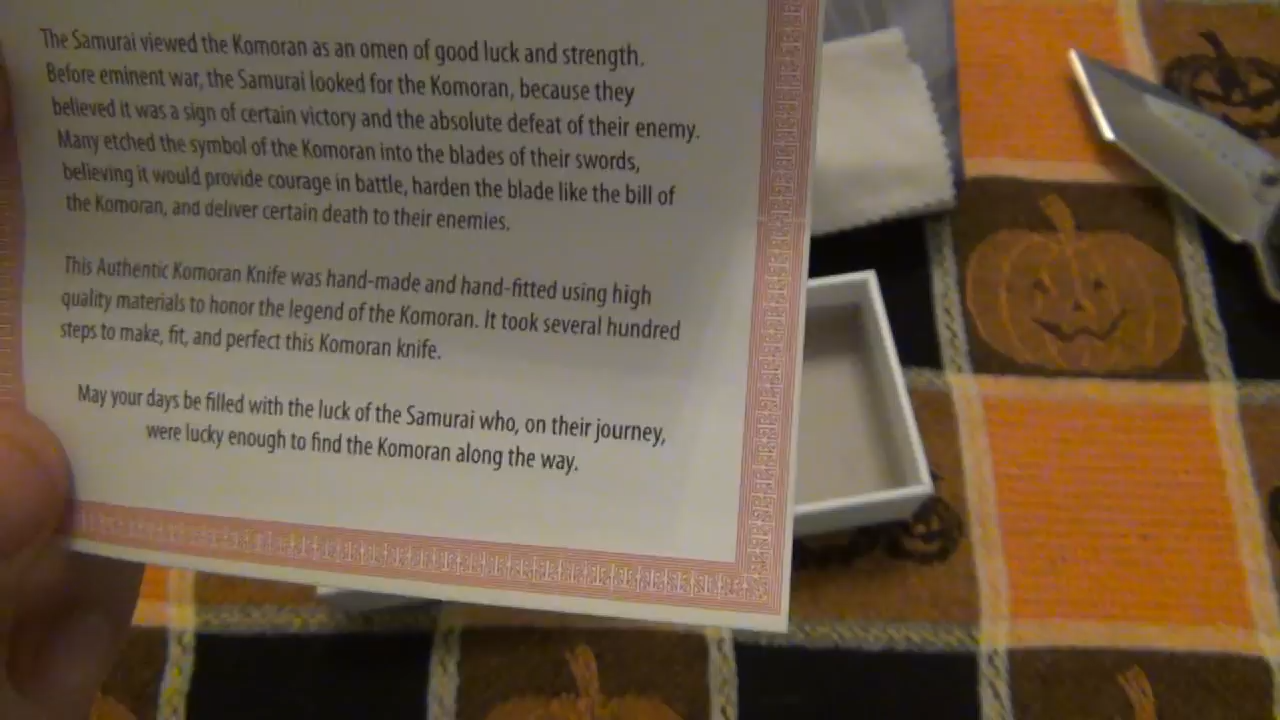 The Samurai viewed the Komoran as an omen of good luck and strength.
Before eminent war, the Samurai looked for the Komoran, because they
believed it was a sign of certain victory and the absolute defeat of their enemy.
Many etched the symbol of the Komoran into the blades of their swords,
believing it would provide courage in battle, harden the blade like the bill of
the Komoran, and deliver certain death to their enemies.
This Authentic Komoran Knife was hand-made and hand-fitted using high
quality materials to honor the legend of the Komoran. It took several hundred
steps to make, fit, and perfect this Komoran knife.
May your days be filled with the luck of the Samurai who, on their journey,
were lucky enough to find the Komoran along the way.